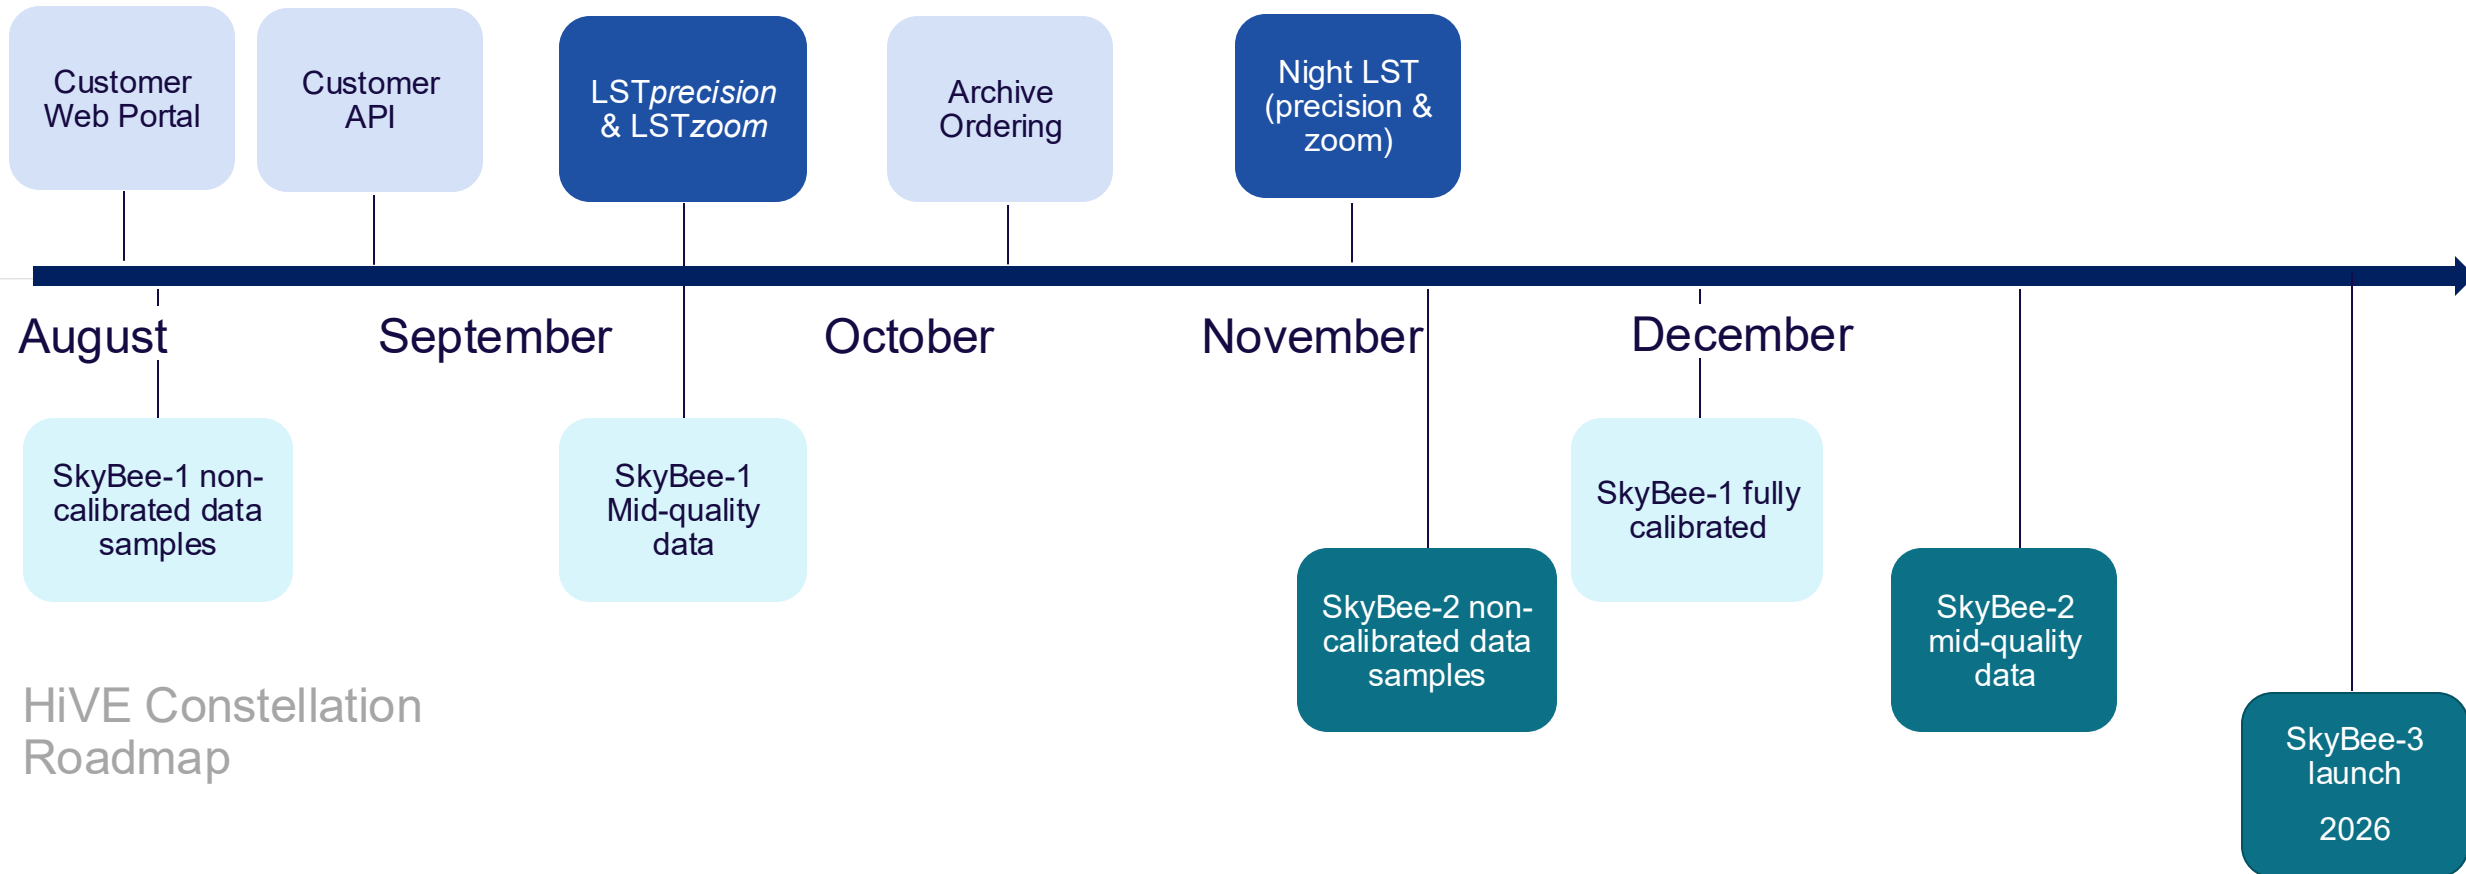 Customer
Web Portal
Customer
API
LSTprecision
& LSTzoom
Archive
Ordering
Night LST
(precision &
zoom)
August
September
October
November
December
SkyBee-1 non-
calibrated data
samples
SkyBee-1
Mid-quality
data
SkyBee-2 non-
calibrated data
samples
SkyBee-1 fully
calibrated
SkyBee-2
mid-quality
data
SkyBee-3
launch
2026
HiVE Constellation
Roadmap